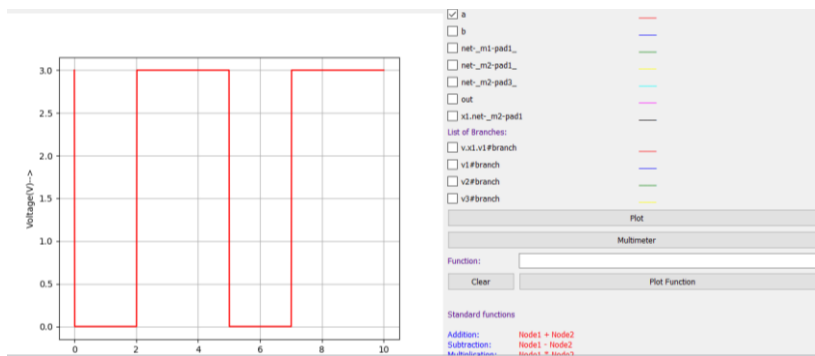 3.0
2.5
2.0
1.5
1.0
0.5
0.0
Voltage(V)-->
0
2
4
6
8
10
a
b
net-_m1-pad1_
net-_m2-pad1_
net-_m2-pad3_
out
x1.net-_m2-pad1
List of Branches:
v.x1.v1#branch
v1#branch
v2#branch
v3#branch
Plot
Multimeter
Function:
Clear
Plot Function
Standard functions
Addition: Node1 + Node2
Subtraction: Node1 - Node2
Multiplication: Node1 * Node2